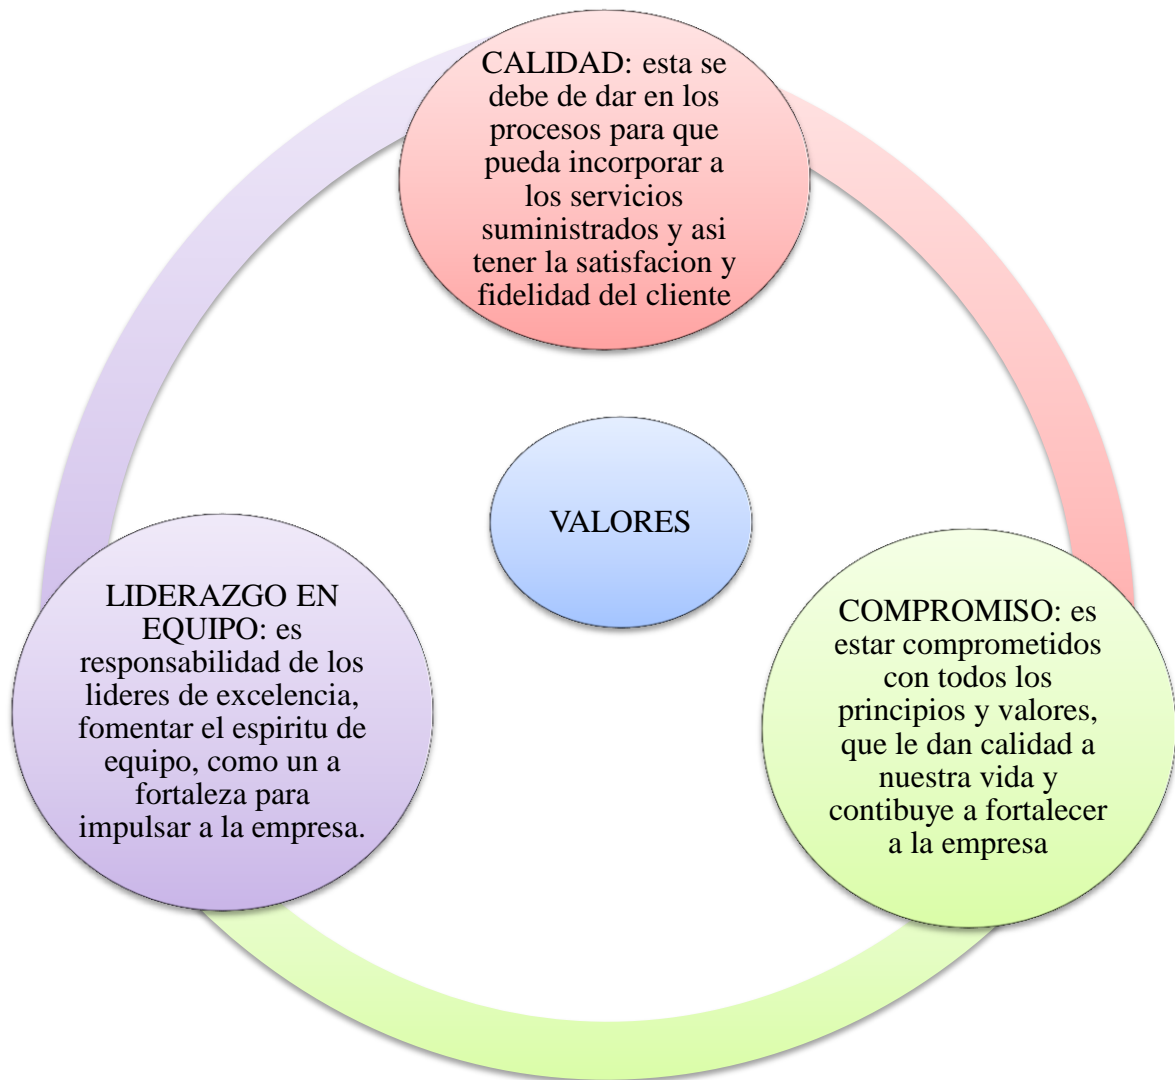 CALIDAD: esta se
debe de dar en los
procesos para que
pueda incorporar a
los servicios
suministrados y asi
tener la satisfacion y
fidelidad del cliente
VALORES
LIDERAZGO EN
EQUIPO: es
responsabilidad de los
lideres de excelencia,
fomentar el espiritu de
equipo, como un a
fortaleza para
impulsar a la empresa.
COMPROMISO: es
estar comprometidos
con todos los
principios y valores,
que le dan calidad a
nuestra vida y
contibuye a fortalecer
a la empresa